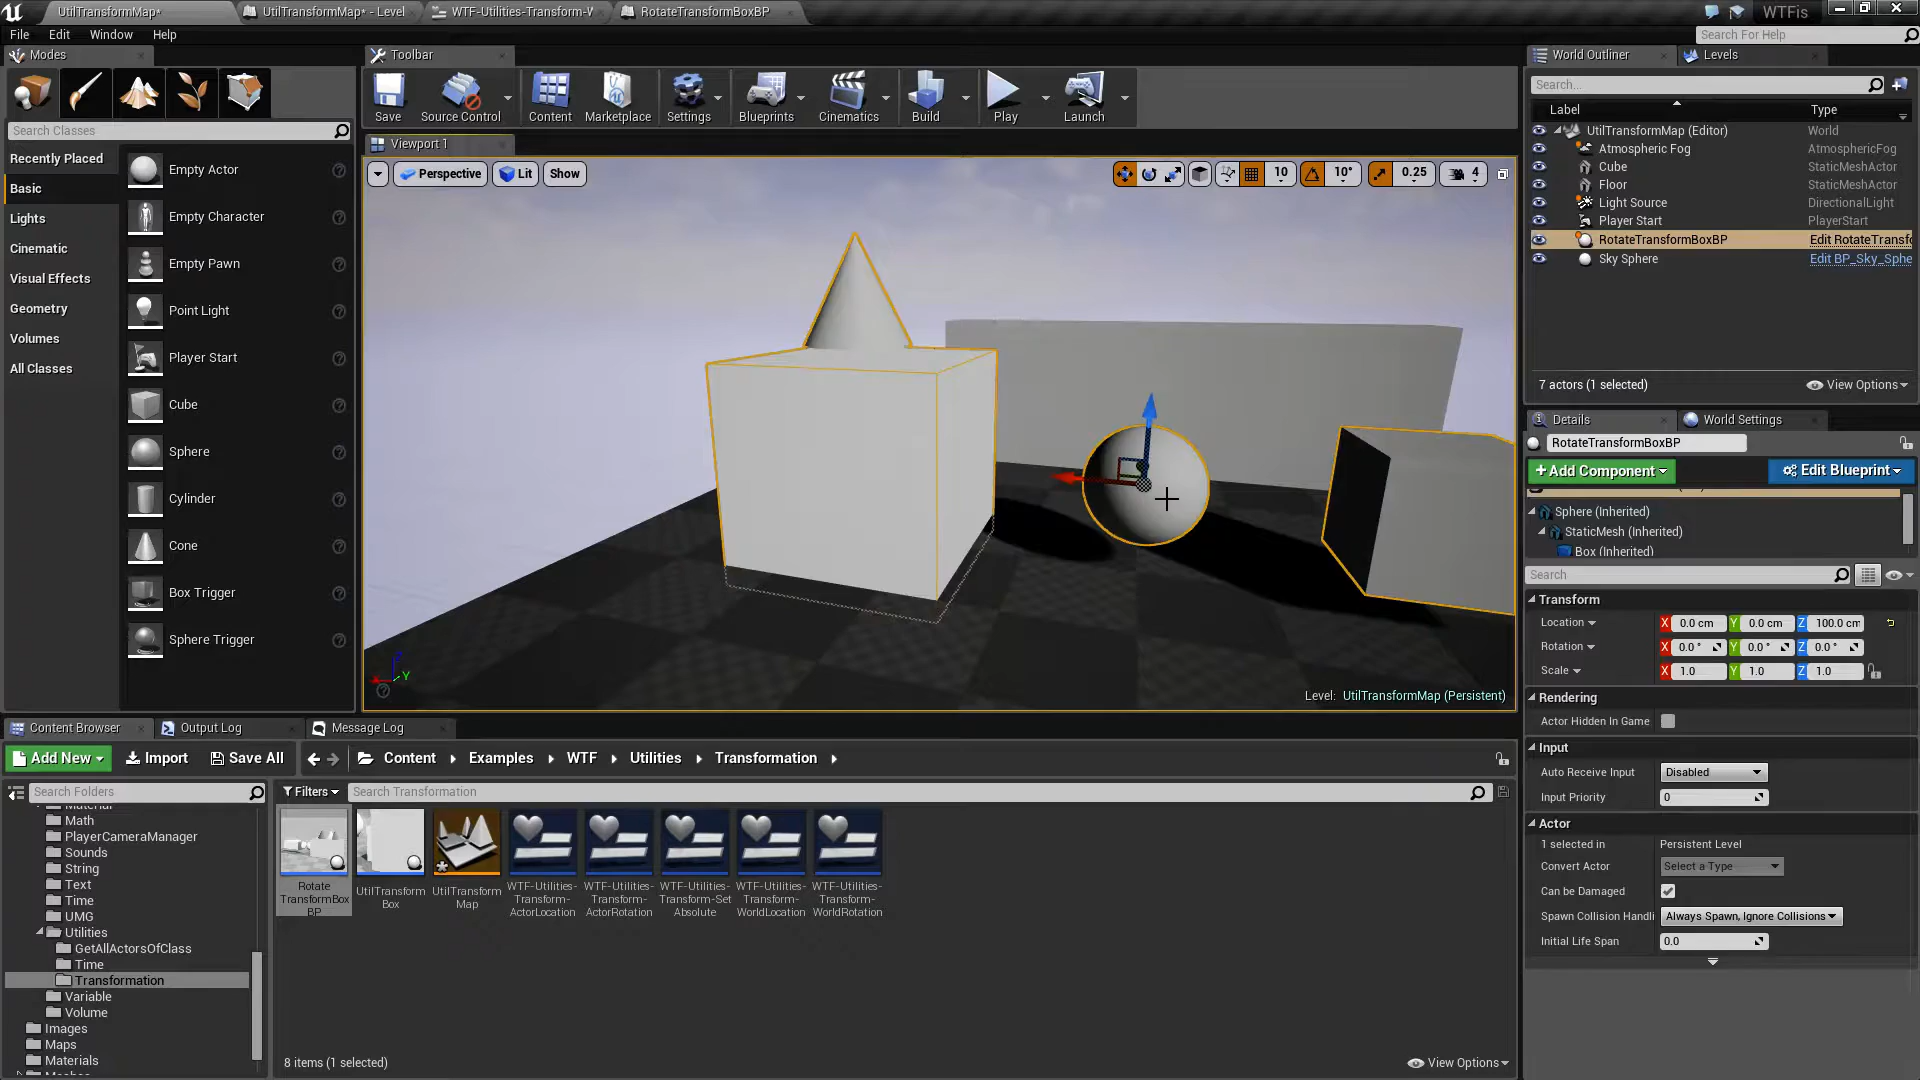 UtilTransformMap*
UtilTransformMap* - Level
WTF-Utilities-Transform-W
RotateTransformBoxBP
WTFis
File Edit Window Help
Search For Help
Modes
Toolbar
World Outliner
Levels
Save
Source Control
Content
Marketplace
Settings
Blueprints
Cinematics
Build
Play
Launch
Search...
Label Type
UtilTransformMap (Editor) World
Atmospheric Fog AtmosphericFog
Cube StaticMeshActor
Floor StaticMeshActor
Light Source DirectionalLight
Player Start PlayerStart
RotateTransformBoxBP Edit RotateTransfo
Sky Sphere Edit BP_Sky_Sphe
7 actors (1 selected)
View Options
Search Classes
Recently Placed
Basic
Lights
Cinematic
Visual Effects
Geometry
Volumes
All Classes
Empty Actor
Empty Character
Empty Pawn
Point Light
Player Start
Cube
Sphere
Cylinder
Cone
Box Trigger
Sphere Trigger
Viewport 1
Perspective
Lit
Show
10
10°
0.25
4
Y
Level: UtilTransformMap (Persistent)
Details
World Settings
RotateTransformBoxBP
+Add Component
Edit Blueprint
Sphere (Inherited)
StaticMesh (Inherited)
Box (Inherited)
Search
Transform
Location X 0.0 cm Y 0.0 cm Z 100.0 cm
Rotation X 0.0 ° Y 0.0 ° Z 0.0 °
Scale X 1.0 Y 1.0 Z 1.0
Rendering
Actor Hidden In Game
Input
Auto Receive Input Disabled
Input Priority 0
Actor
1 selected in Persistent Level
Convert Actor Select a Type
Can be Damaged
Spawn Collision Handli Always Spawn, Ignore Collisions
Initial Life Span 0.0
Content Browser
Output Log
Message Log
Add New
Import
Save All
Content
Examples
WTF
Utilities
Transformation
Search Folders
Filters
Search Transformation
Material
Math
PlayerCameraManager
Sounds
String
Text
Time
UMG
Utilities
GetAllActorsOfClass
Time
Transformation
Variable
Volume
Images
Maps
Materials
Rotate
TransformBox
BP
UtilTransform
Box
UtilTransform
Map
WTF-Utilities-
Transform-
ActorLocation
WTF-Utilities-
Transform-
ActorRotation
WTF-Utilities-
Transform-Set
Absolute
WTF-Utilities-
Transform-
WorldLocation
WTF-Utilities-
Transform-
WorldRotation
8 items (1 selected)
View Options